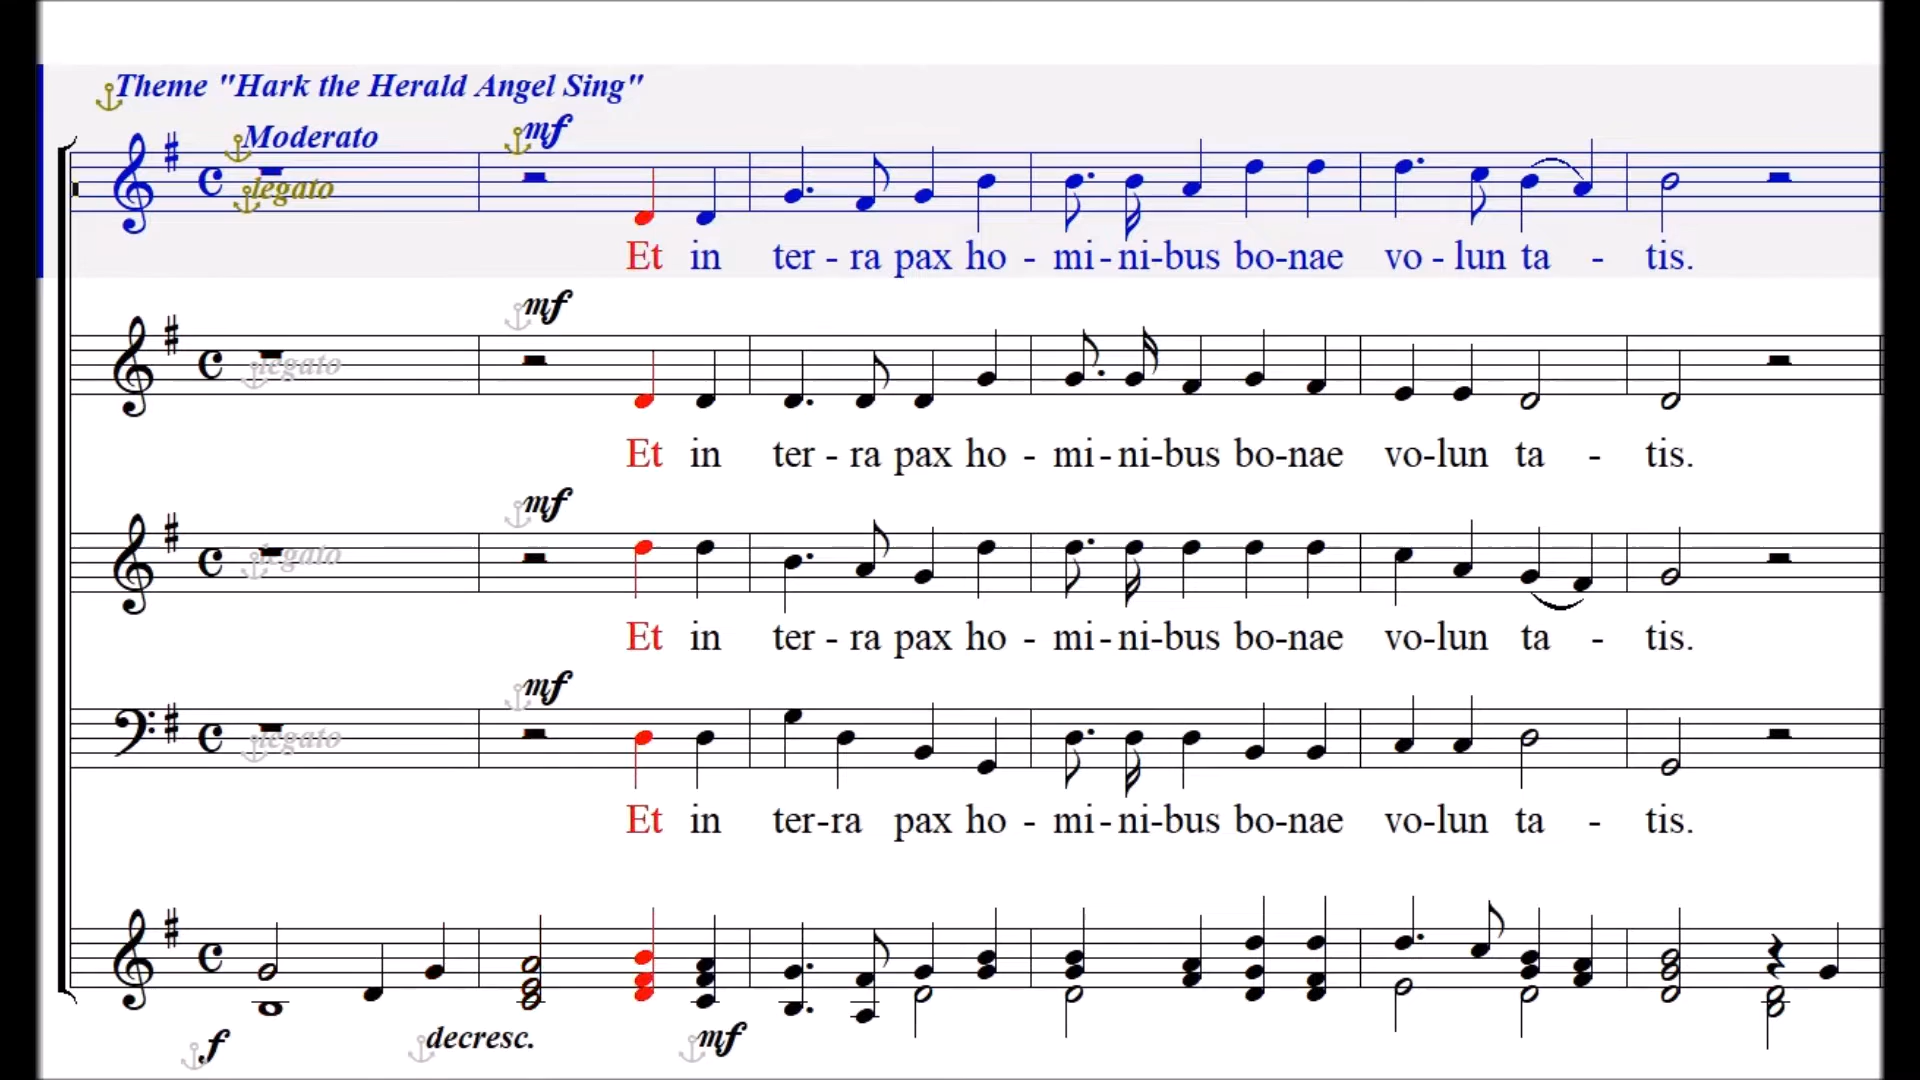 Theme "Hark the Herald Angel Sing"
Moderato
mf
legato
Et in ter - ra pax ho - mi - ni - bus bo - nae vo - lun ta - tis.
mf
legato
Et in ter - ra pax ho - mi - ni - bus bo - nae vo - lun ta - tis.
mf
legato
Et in ter - ra pax ho - mi - ni - bus bo - nae vo - lun ta - tis.
mf
legato
Et in ter - ra pax ho - mi - ni - bus bo - nae vo - lun ta - tis.
f decresc. mf